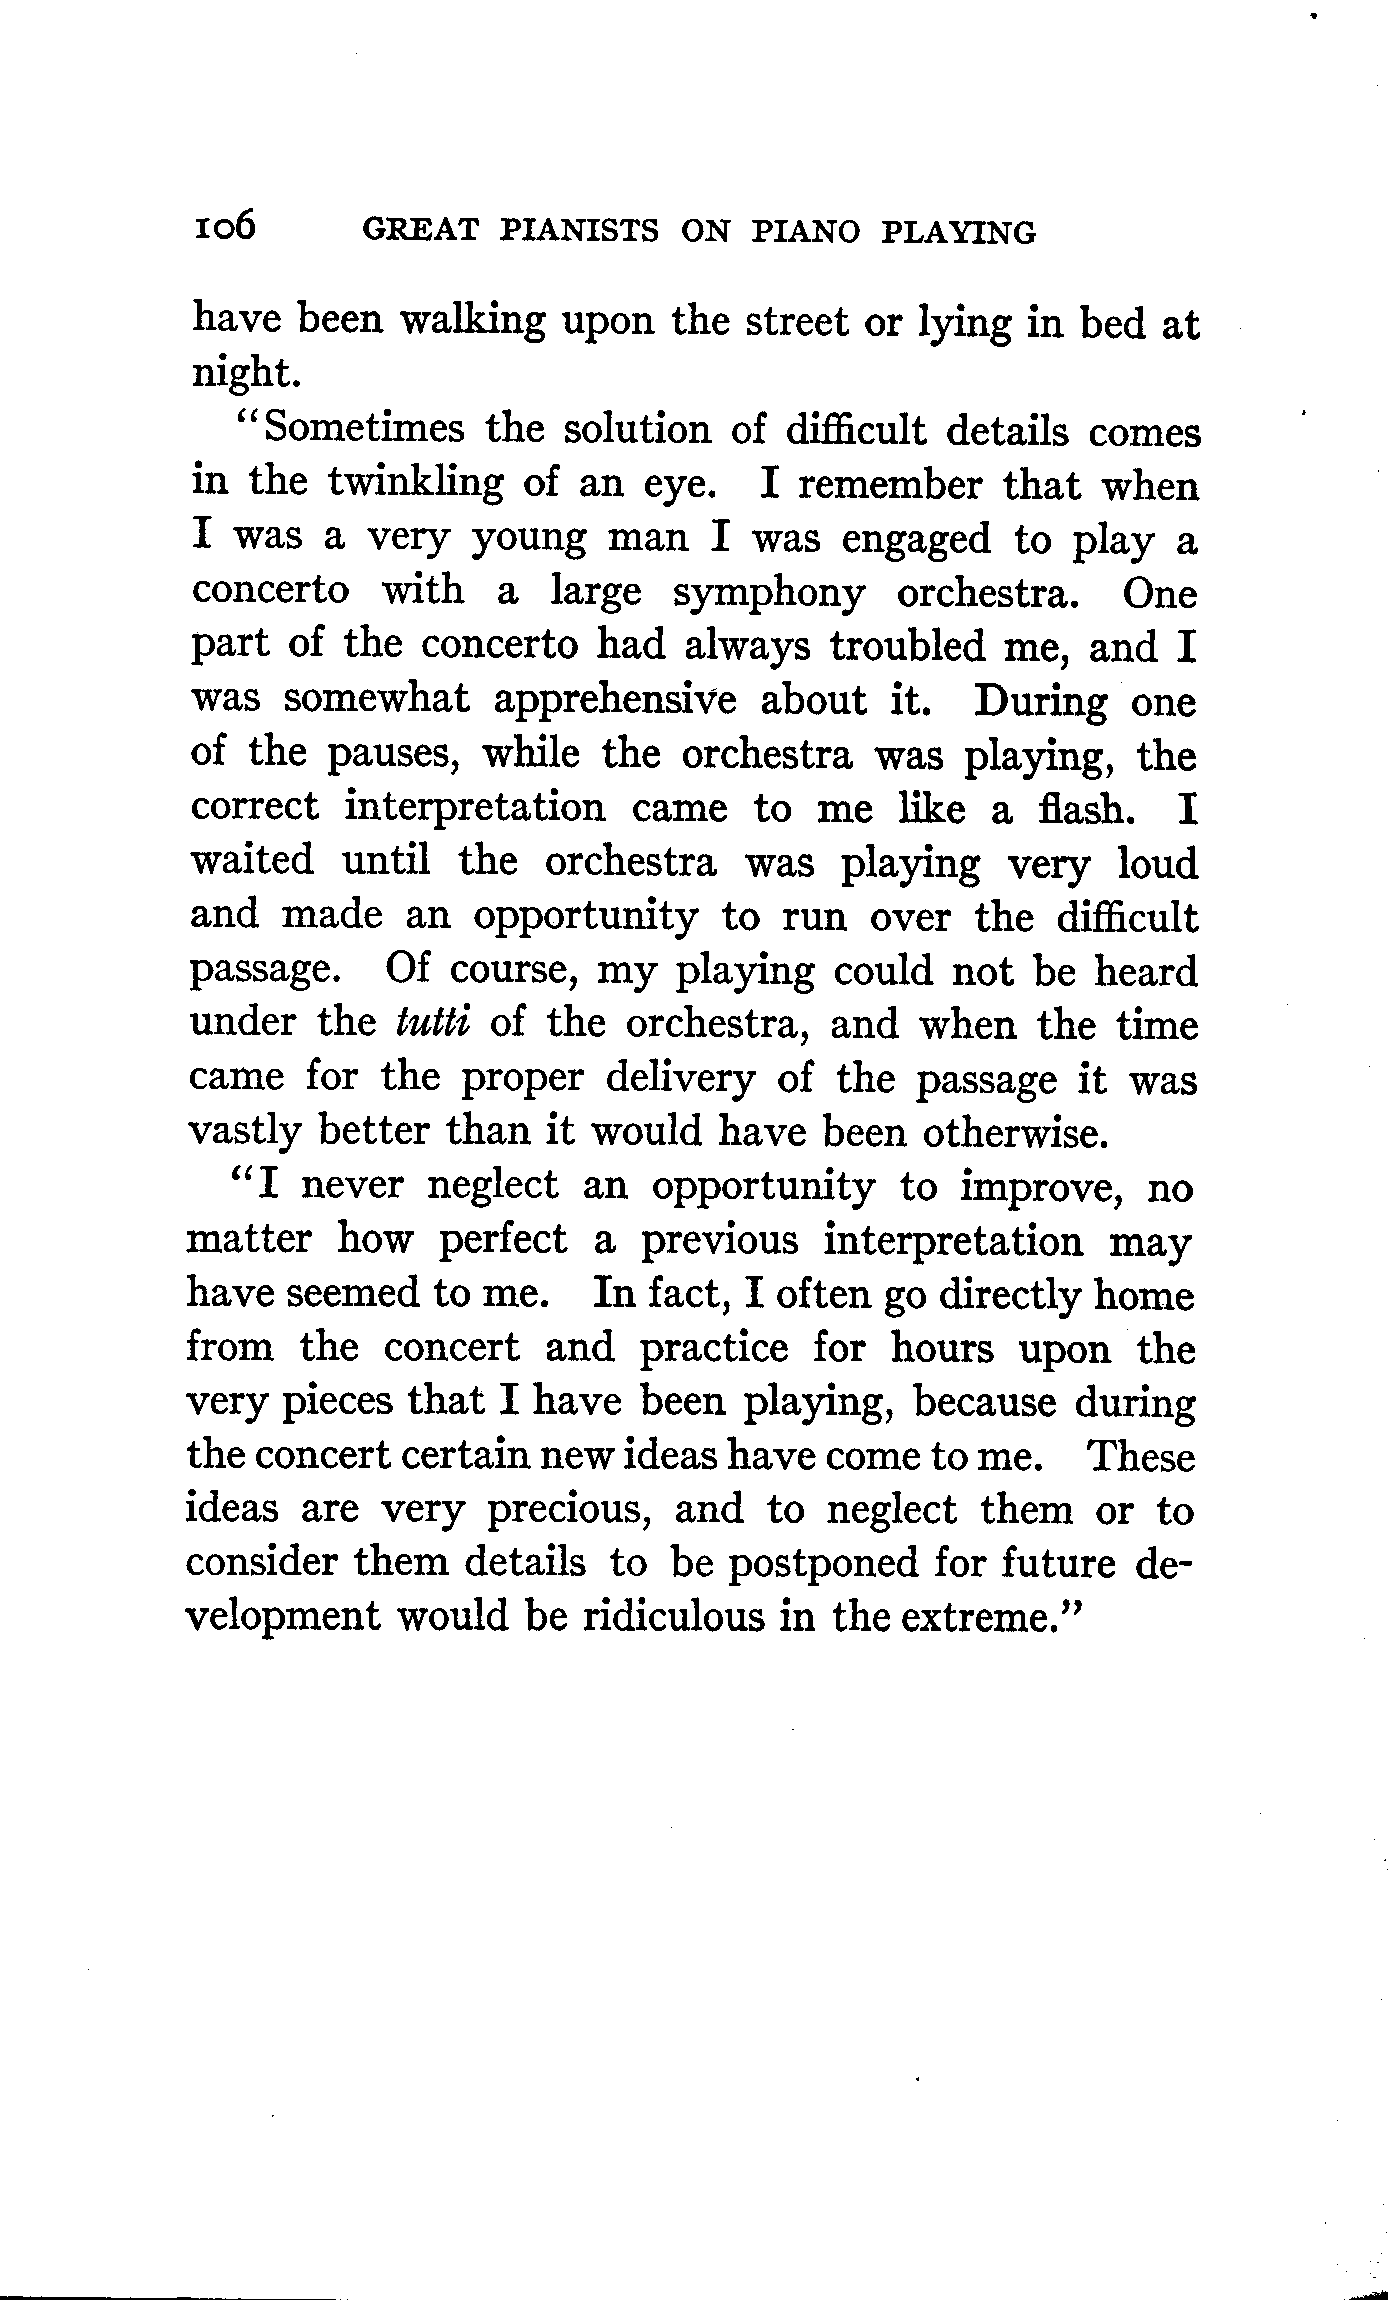 106 GREAT PIANISTS ON PIANO PLAYING
have been walking upon the street or lying in bed at
night.
"Sometimes the solution of difficult details comes
in the twinkling of an eye. I remember that when
I was a very young man I was engaged to play a
concerto with a large symphony orchestra. One
part of the concerto had always troubled me, and I
was somewhat apprehensive about it. During one
of the pauses, while the orchestra was playing, the
correct interpretation came to me like a flash. I
waited until the orchestra was playing very loud
and made an opportunity to run over the difficult
passage. Of course, my playing could not be heard
under the tutti of the orchestra, and when the time
came for the proper delivery of the passage it was
vastly better than it would have been otherwise.
"I never neglect an opportunity to improve, no
matter how perfect a previous interpretation may
have seemed to me. In fact, I often go directly home
from the concert and practice for hours upon the
very pieces that I have been playing, because during
the concert certain new ideas have come to me. These
ideas are very precious, and to neglect them or to
consider them details to be postponed for future de-
velopment would be ridiculous in the extreme."